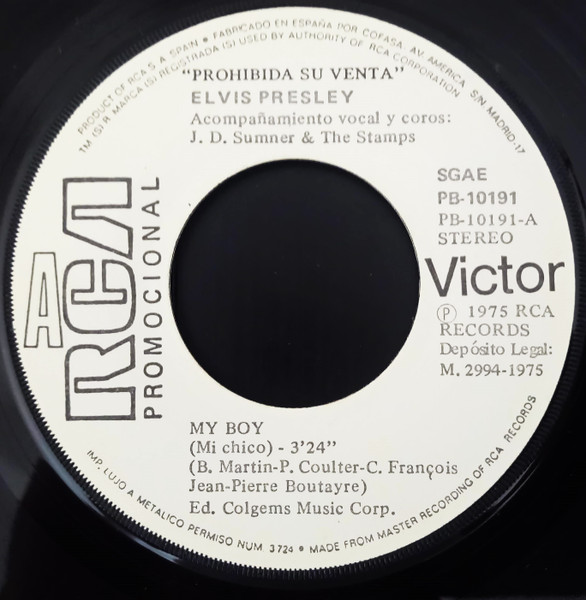 PRODUCT OF RCA S. A. SPAIN • FABRICADO EN ESPAÑA POR COFASA. AV. AMERICA, S/N MADRID-17
TM (S) R MARCA (S) REGISTRADA (S) USED BY AUTHORITY OF RCA CORPORATION
"PROHIBIDA SU VENTA"
ELVIS PRESLEY
Acompañamiento vocal y coros:
J. D. Sumner & The Stamps
SGAE
PB-10191
PB-10191-A
STEREO
A
RCA
PROMOCIONAL
Victor
Ⓟ 1975 RCA
RECORDS
Depósito Legal:
M. 2994-1975
MY BOY
(Mi chico) - 3'24"
(B. Martin-P. Coulter-C. François
Jean-Pierre Boutayre)
Ed. Colgems Music Corp.
IMP. LUJO A METALICO PERMISO NUM 3724 • MADE FROM MASTER RECORDING OF RCA RECORDS